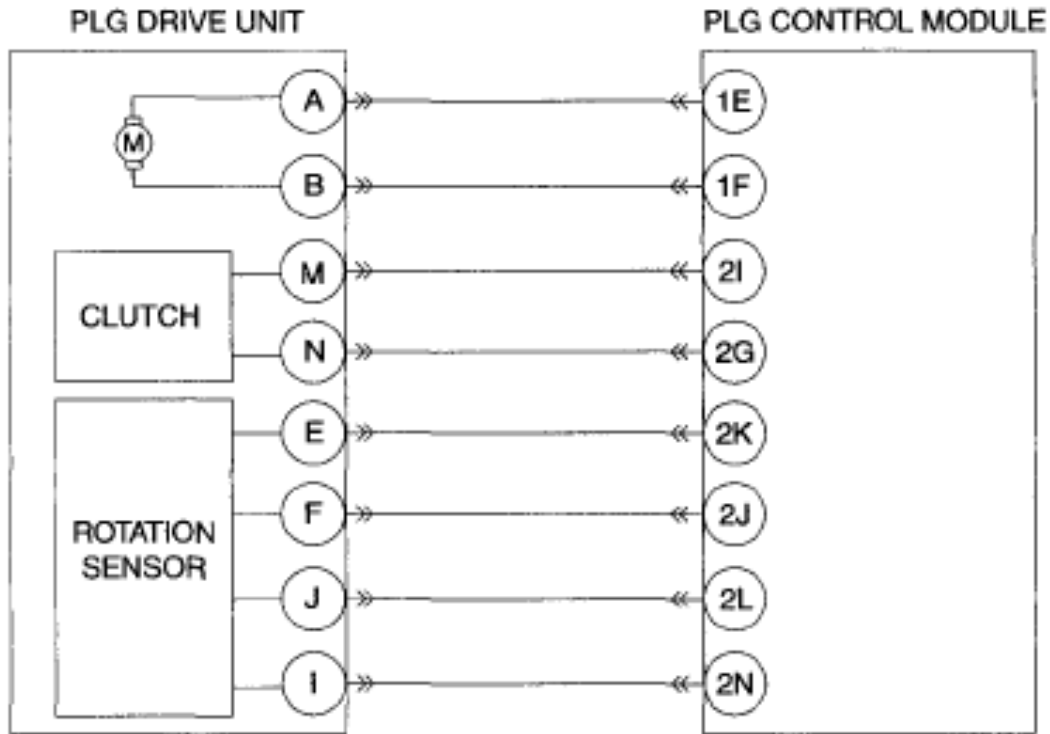 PLG DRIVE UNIT
PLG CONTROL MODULE
M
A
1E
B
1F
CLUTCH
M
2I
N
2G
ROTATION
SENSOR
E
2K
F
2J
J
2L
I
2N